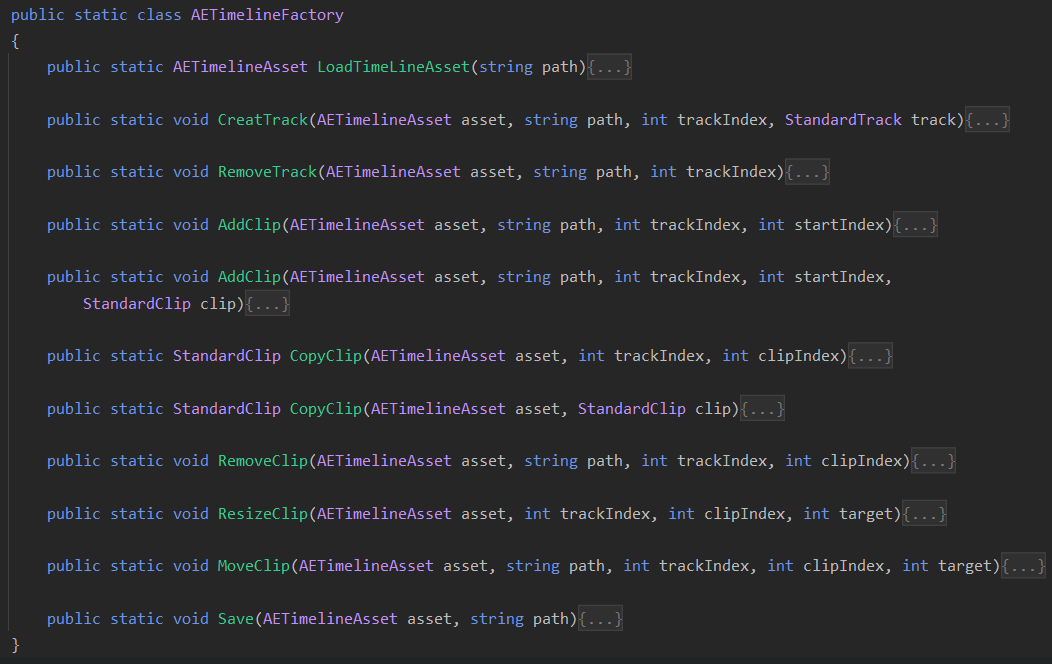 public static class AETimelineFactory
{
public static AETimelineAsset LoadTimeLineAsset(string path){...}
public static void CreatTrack(AETimelineAsset asset, string path, int trackIndex, StandardTrack track){...}
public static void RemoveTrack(AETimelineAsset asset, string path, int trackIndex){...}
public static void AddClip(AETimelineAsset asset, string path, int trackIndex, int startIndex){...}
public static void AddClip(AETimelineAsset asset, string path, int trackIndex, int startIndex,
StandardClip clip){...}
public static StandardClip CopyClip(AETimelineAsset asset, int trackIndex, int clipIndex){...}
public static StandardClip CopyClip(AETimelineAsset asset, StandardClip clip){...}
public static void RemoveClip(AETimelineAsset asset, string path, int trackIndex, int clipIndex){...}
public static void ResizeClip(AETimelineAsset asset, int trackIndex, int clipIndex, int target){...}
public static void MoveClip(AETimelineAsset asset, string path, int trackIndex, int clipIndex, int target){...}
public static void Save(AETimelineAsset asset, string path){...}
}